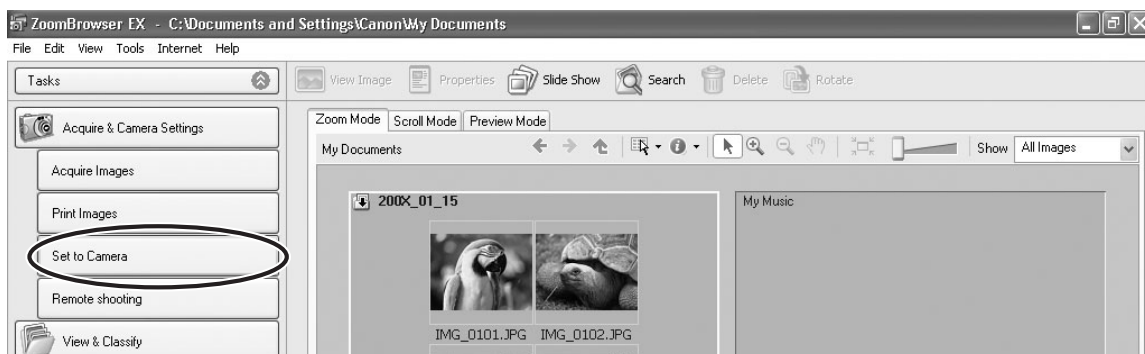 ZoomBrowser EX - C:\Documents and Settings\Canon\My Documents
File Edit View Tools Internet Help
Tasks
View Image Properties Slide Show Search Delete Rotate
Acquire & Camera Settings
Acquire Images
Print Images
Set to Camera
Remote shooting
View & Classify
Zoom Mode Scroll Mode Preview Mode
My Documents
Show All Images
200X_01_15
My Music
IMG_0101.JPG IMG_0102.JPG